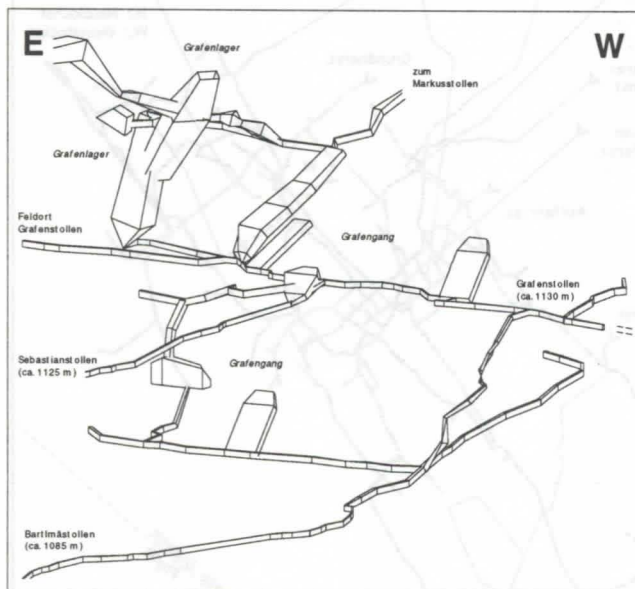 E
W
Grafenlager
zum
Markusstollen
Grafenlager
Feldort
Grafenstollen
Grafengang
Grafenstollen
(ca. 1130 m)
Sebastianstollen
(ca. 1125 m)
Grafengang
Bartlmästollen
(ca. 1085 m)